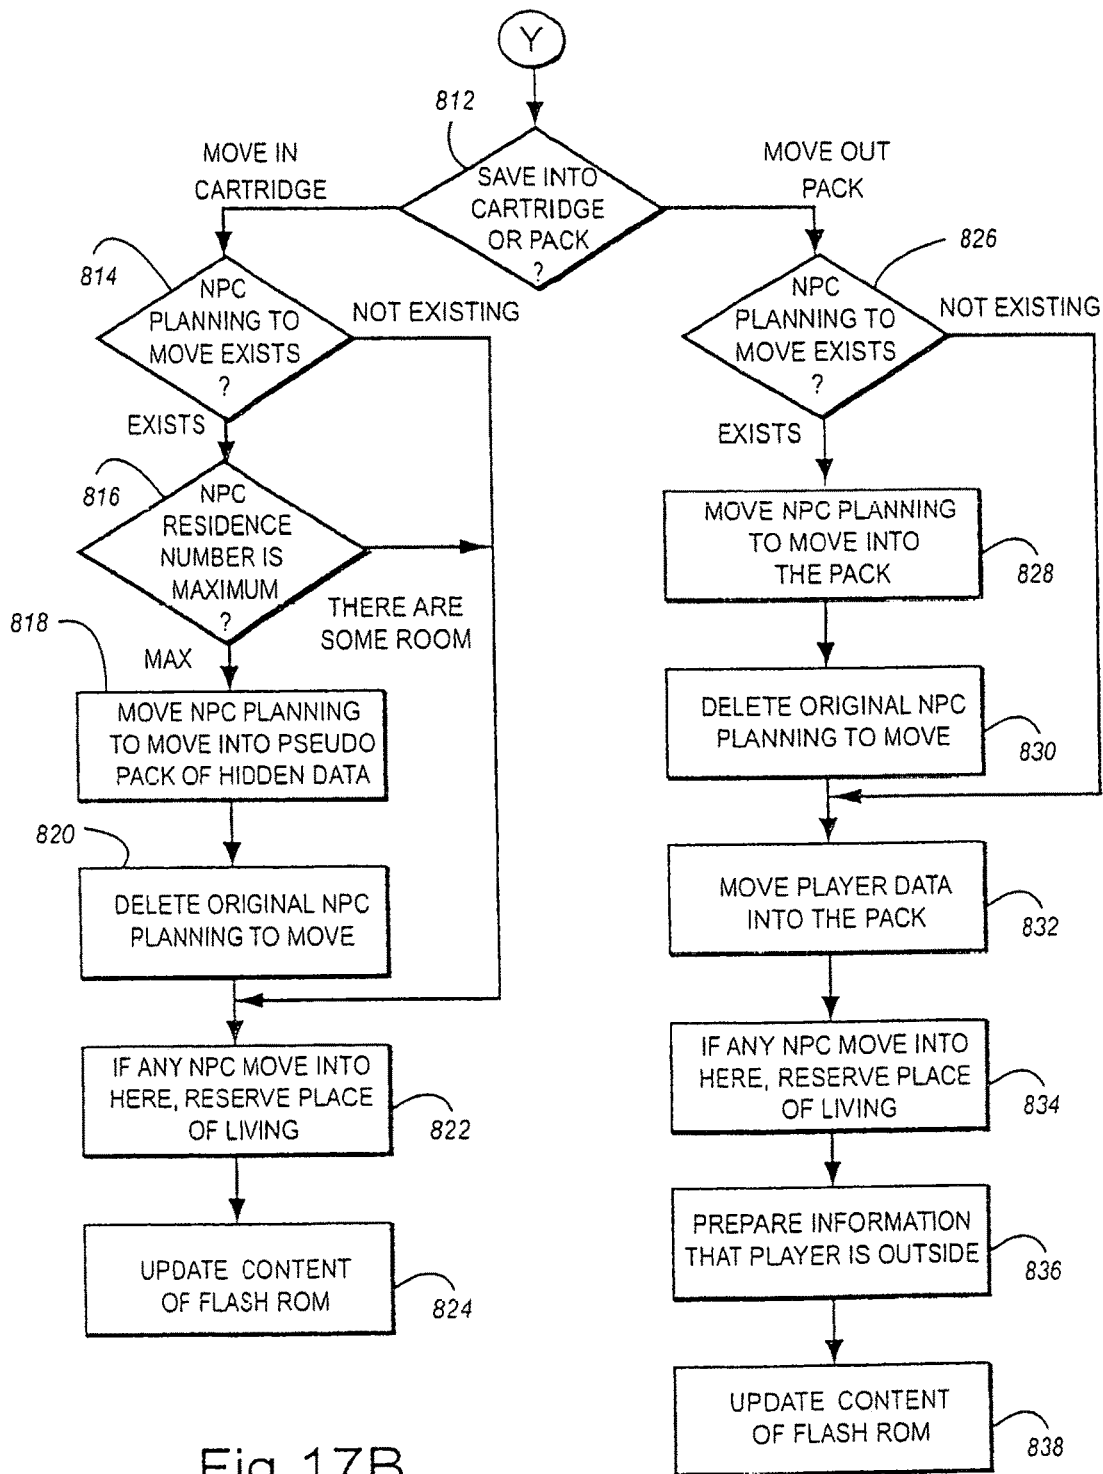 Y
812
MOVE IN
CARTRIDGE
SAVE INTO
CARTRIDGE
OR PACK
?
MOVE OUT
PACK
814
NPC
PLANNING TO
MOVE EXISTS
?
NOT EXISTING
EXISTS
816
NPC
RESIDENCE
NUMBER IS
MAXIMUM
?
THERE ARE
SOME ROOM
MAX
818
MOVE NPC PLANNING
TO MOVE INTO PSEUDO
PACK OF HIDDEN DATA
820
DELETE ORIGINAL NPC
PLANNING TO MOVE
IF ANY NPC MOVE INTO
HERE, RESERVE PLACE
OF LIVING
822
UPDATE CONTENT
OF FLASH ROM
824
826
NPC
PLANNING TO
MOVE EXISTS
?
NOT EXISTING
EXISTS
MOVE NPC PLANNING
TO MOVE INTO
THE PACK
828
DELETE ORIGINAL NPC
PLANNING TO MOVE
830
MOVE PLAYER DATA
INTO THE PACK
832
IF ANY NPC MOVE INTO
HERE, RESERVE PLACE
OF LIVING
834
PREPARE INFORMATION
THAT PLAYER IS OUTSIDE
836
UPDATE CONTENT
OF FLASH ROM
838
Fig. 17B